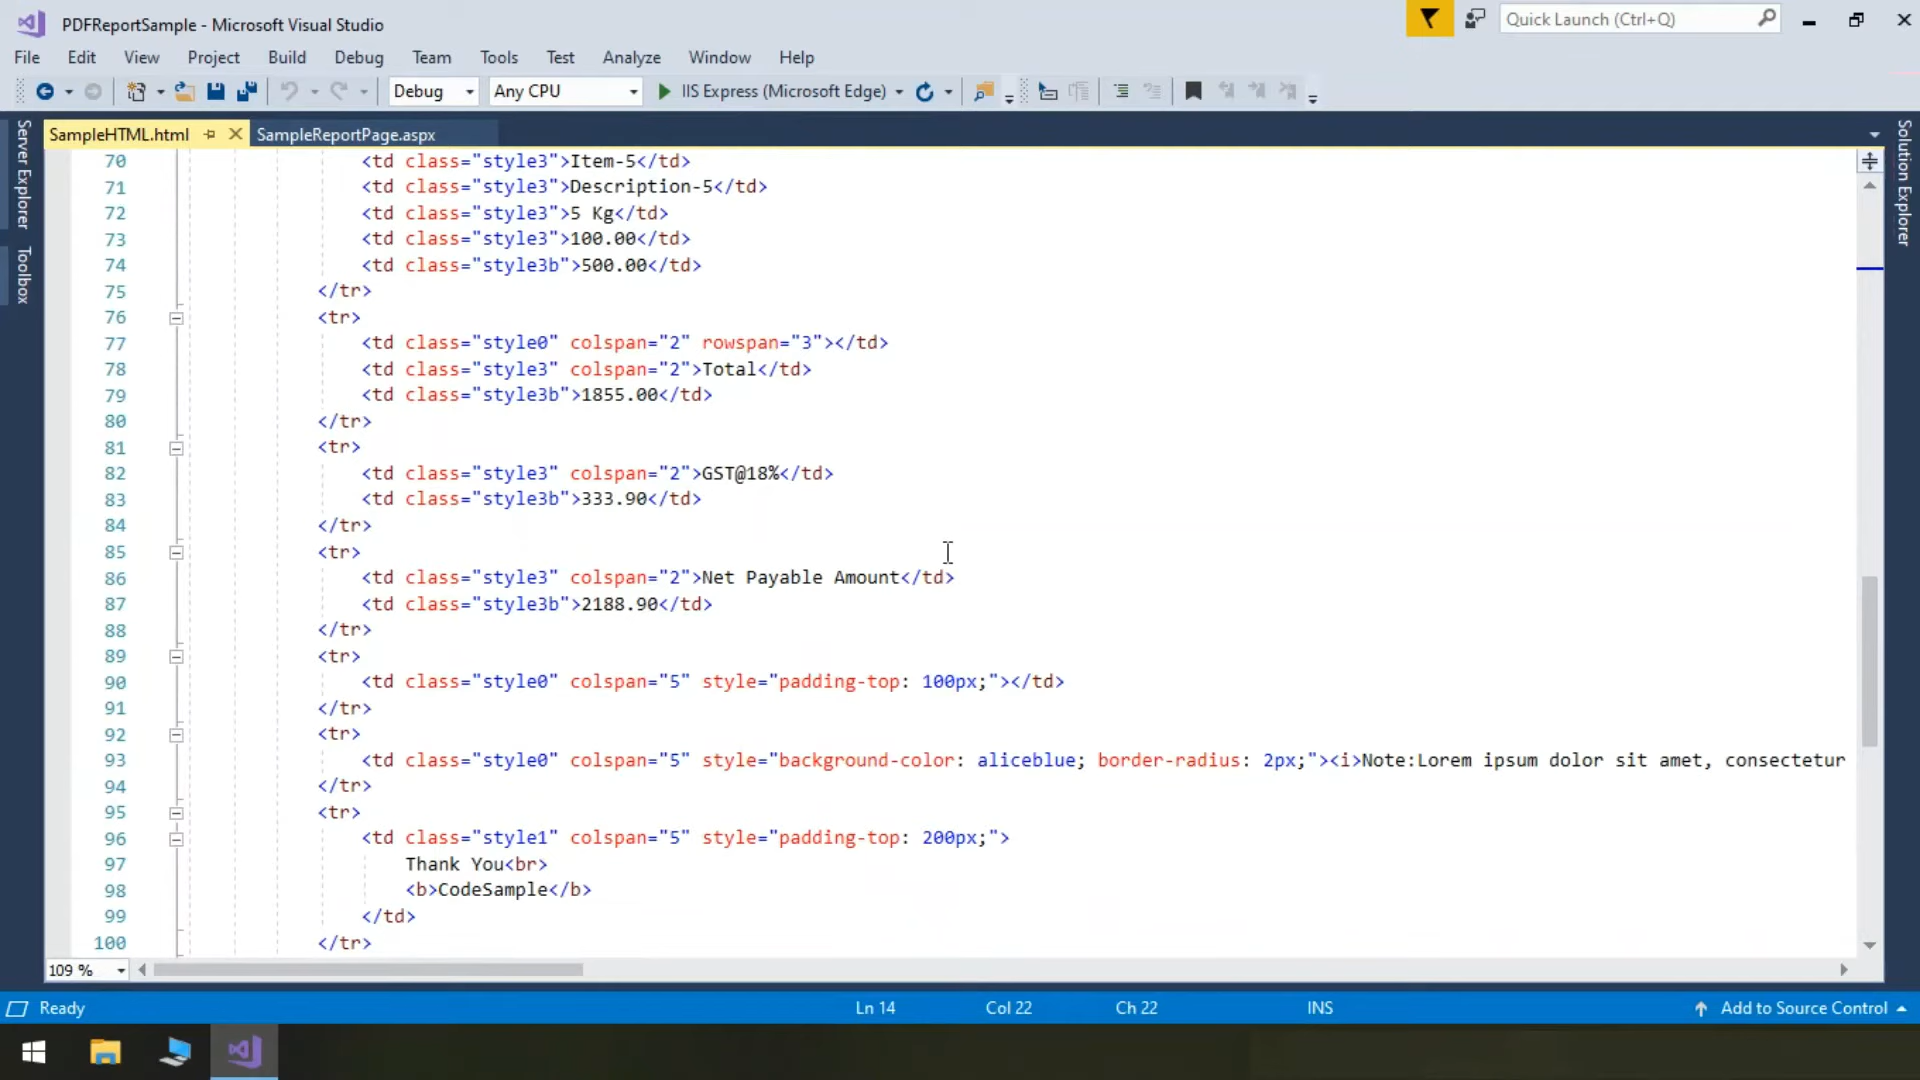 PDFReportSample - Microsoft Visual Studio
Quick Launch (Ctrl+Q)
File Edit View Project Build Debug Team Tools Test Analyze Window Help
Debug Any CPU IIS Express (Microsoft Edge)
SampleHTML.html SampleReportPage.aspx
Server Explorer
Toolbox
Solution Explorer
70 <td class="style3">Item-5</td>
71 <td class="style3">Description-5</td>
72 <td class="style3">5 Kg</td>
73 <td class="style3">100.00</td>
74 <td class="style3b">500.00</td>
75 </tr>
76 <tr>
77 <td class="style0" colspan="2" rowspan="3"></td>
78 <td class="style3" colspan="2">Total</td>
79 <td class="style3b">1855.00</td>
80 </tr>
81 <tr>
82 <td class="style3" colspan="2">GST@18%</td>
83 <td class="style3b">333.90</td>
84 </tr>
85 <tr>
86 <td class="style3" colspan="2">Net Payable Amount</td>
87 <td class="style3b">2188.90</td>
88 </tr>
89 <tr>
90 <td class="style0" colspan="5" style="padding-top: 100px;"></td>
91 </tr>
92 <tr>
93 <td class="style0" colspan="5" style="background-color: aliceblue; border-radius: 2px;"><i>Note:Lorem ipsum dolor sit amet, consectetur
94 </tr>
95 <tr>
96 <td class="style1" colspan="5" style="padding-top: 200px;">
97 Thank You<br>
98 <b>CodeSample</b>
99 </td>
100 </tr>
109 %
Ready Ln 14 Col 22 Ch 22 INS Add to Source Control